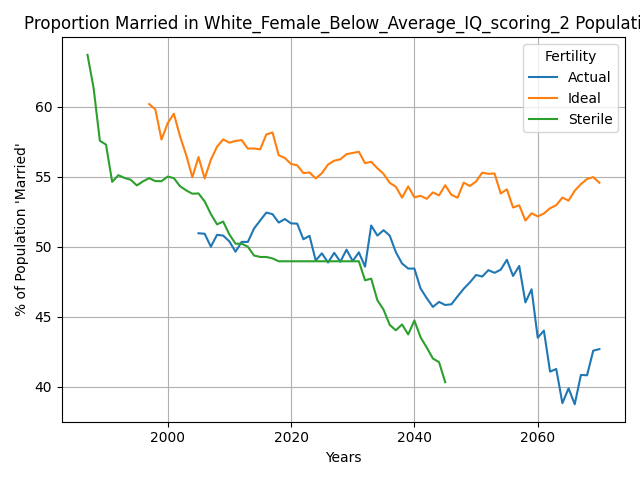 Proportion Married in White_Female_Below_Average_IQ_scoring_2 Populati
Fertility
Actual
Ideal
Sterile
% of Population 'Married'
60
55
50
45
40
2000
2020
2040
2060
Years